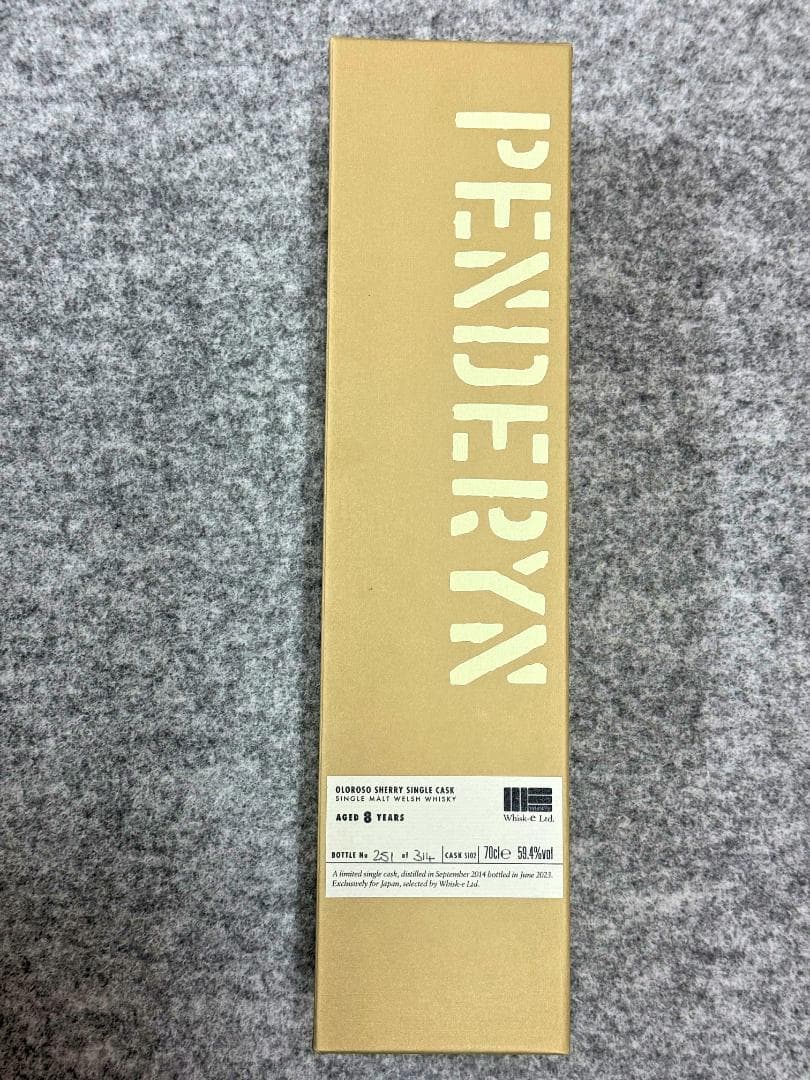 PENDERYN
OLOROSO SHERRY SINGLE CASK
SINGLE MALT WELSH WHISKY
AGED 8 YEARS
Whisk-e Ltd.
BOTTLE No 251 of 314 CASK S102 70cl e 59.4%vol
A limited single cask, distilled in September 2014 bottled in June 2023.
Exclusively for Japan, selected by Whisk-e Ltd.